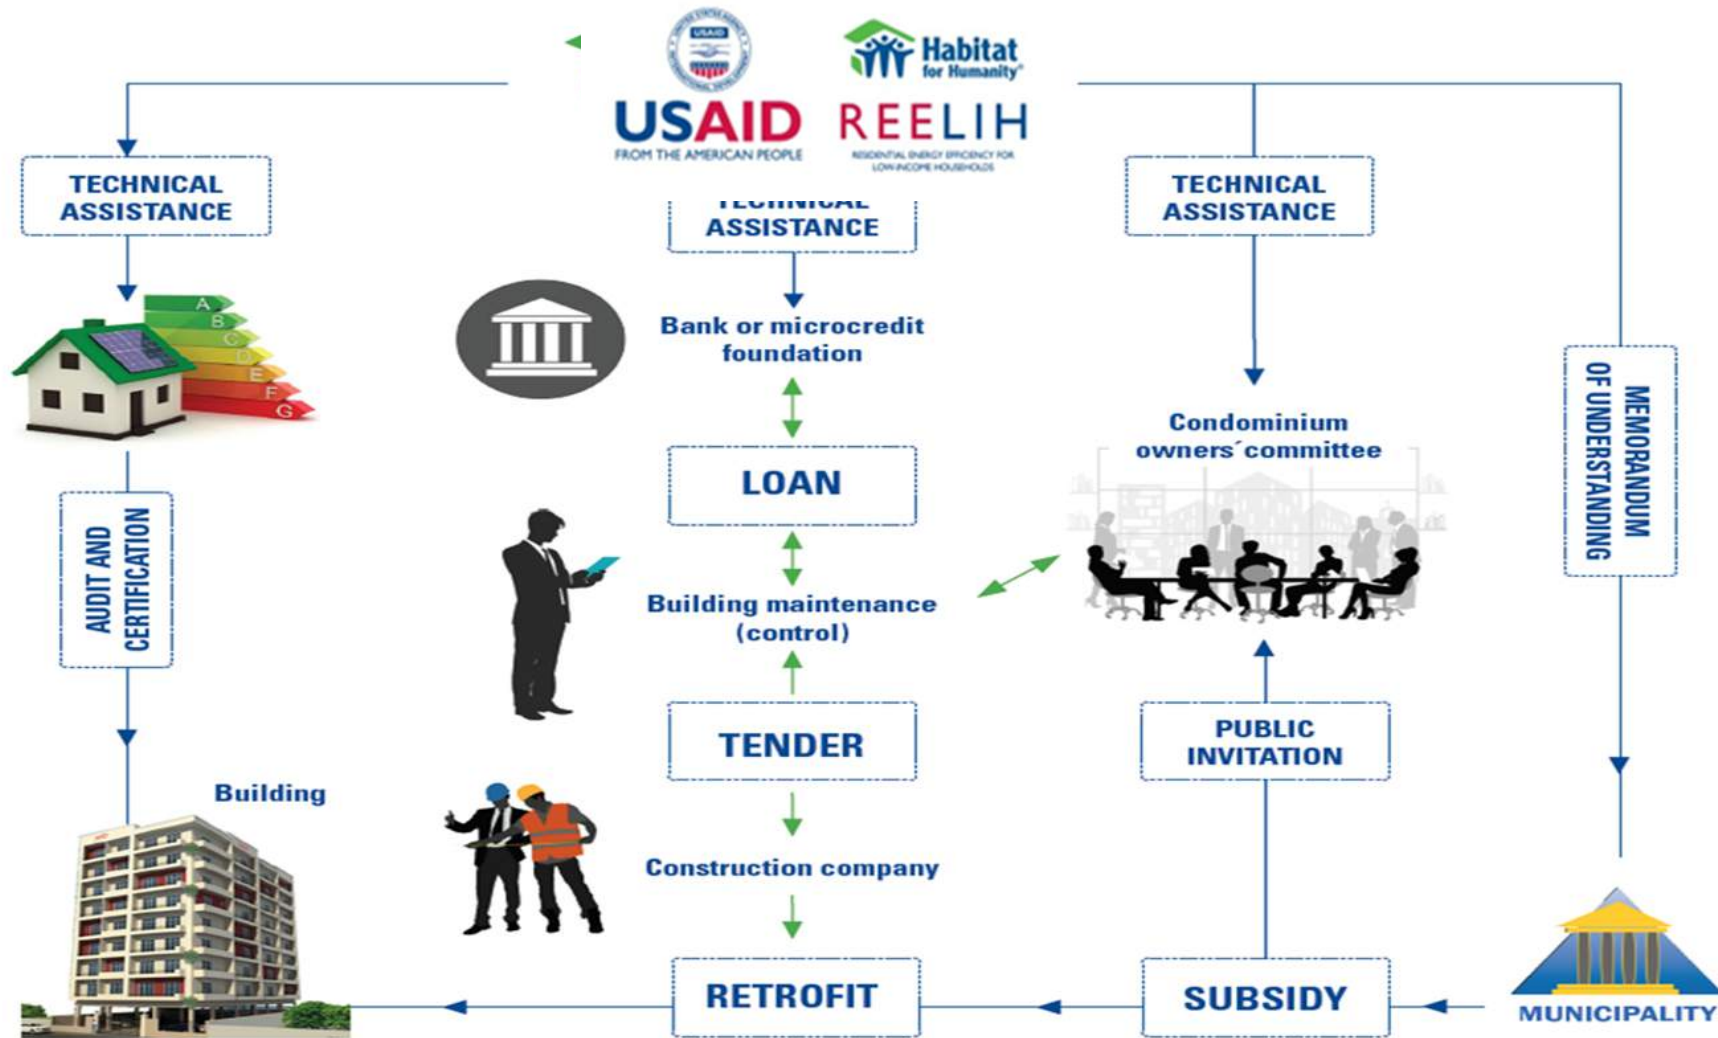 USAID
Habitat
for Humanity®
USAID
FROM THE AMERICAN PEOPLE
REELIH
RESIDENTIAL ENERGY EFFICIENCY FOR
LOW-INCOME HOUSEHOLDS
TECHNICAL
ASSISTANCE
TECHNICAL
ASSISTANCE
TECHNICAL
ASSISTANCE
A
B
C
D
E
F
G
Bank or microcredit
foundation
LOAN
Condominium
owners´committee
MEMORANDUM
OF UNDERSTANDING
AUDIT AND
CERTIFICATION
Building maintenance
(control)
TENDER
PUBLIC
INVITATION
Building
Construction company
RETROFIT
SUBSIDY
MUNICIPALITY